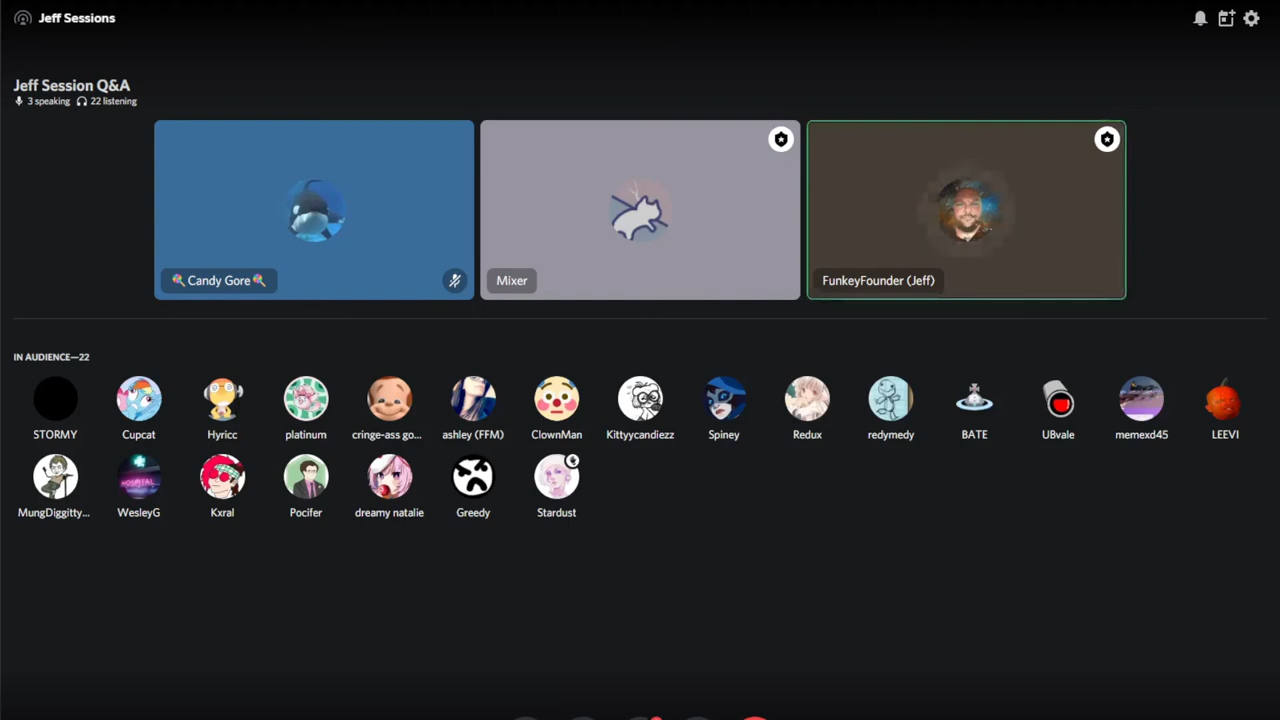 Jeff Sessions
Jeff Session Q&A
3 speaking 22 listening
🍭 Candy Gore 🍭
Mixer
FunkeyFounder (Jeff)
IN AUDIENCE—22
STORMY Cupcat Hyricc platinum cringe-ass go... ashley (FFM) ClownMan Kittyycandiezz Spiney Redux redymedy BATE UBvale memexd45 LEEVI
HOSPITAL
MungDiggitty... WesleyG Kxral Pocifer dreamy natalie Greedy Stardust